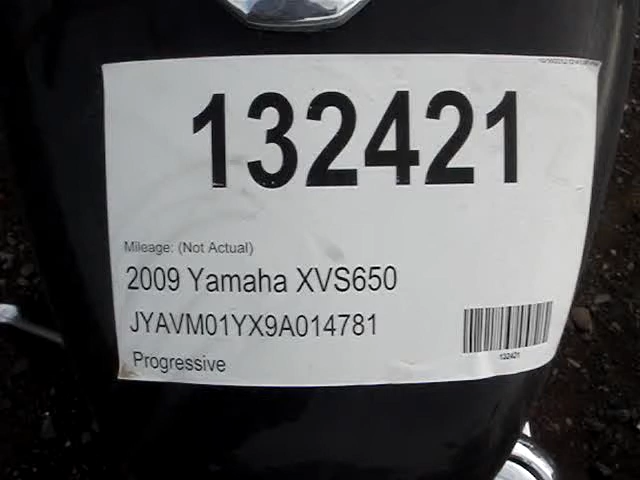 132421
Mileage: (Not Actual)
2009 Yamaha XVS650
JYAVM01YX9A014781
132421
Progressive